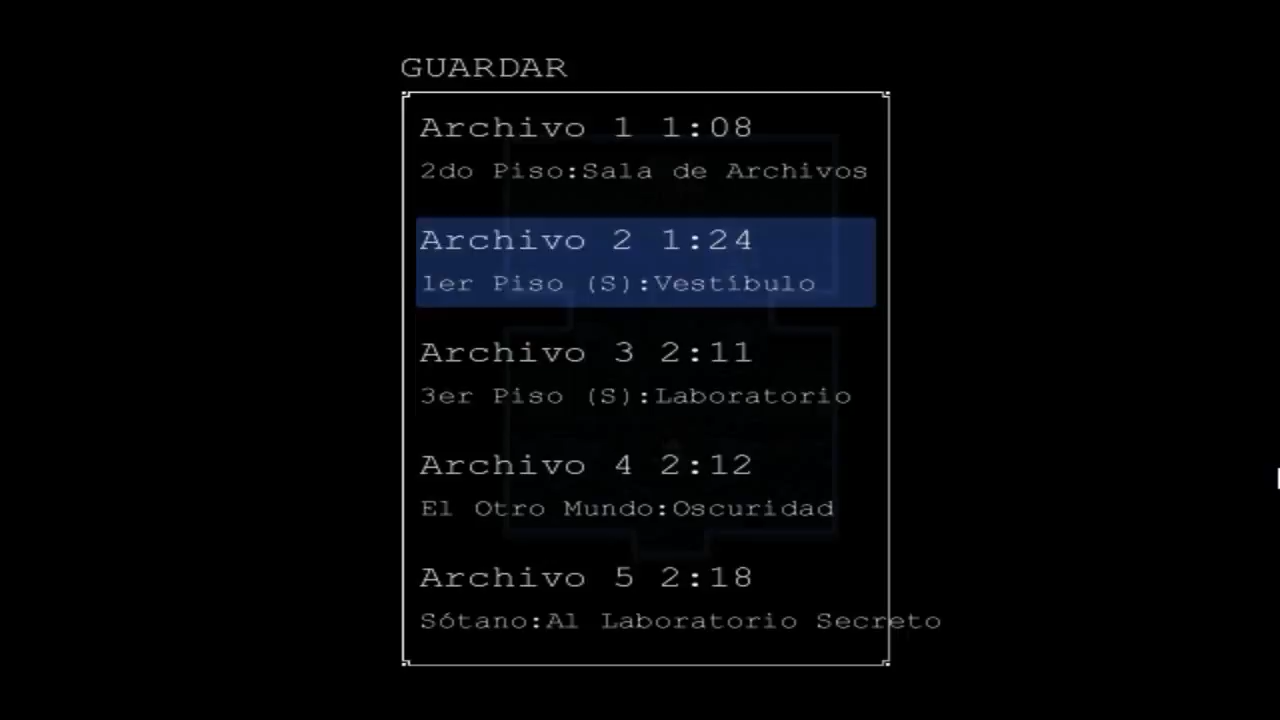 GUARDAR
Archivo 1 1:08
2do Piso:Sala de Archivos
Archivo 2 1:24
1er Piso (S):Vestíbulo
Archivo 3 2:11
3er Piso (S):Laboratorio
Archivo 4 2:12
El Otro Mundo:Oscuridad
Archivo 5 2:18
Sótano:Al Laboratorio Secreto